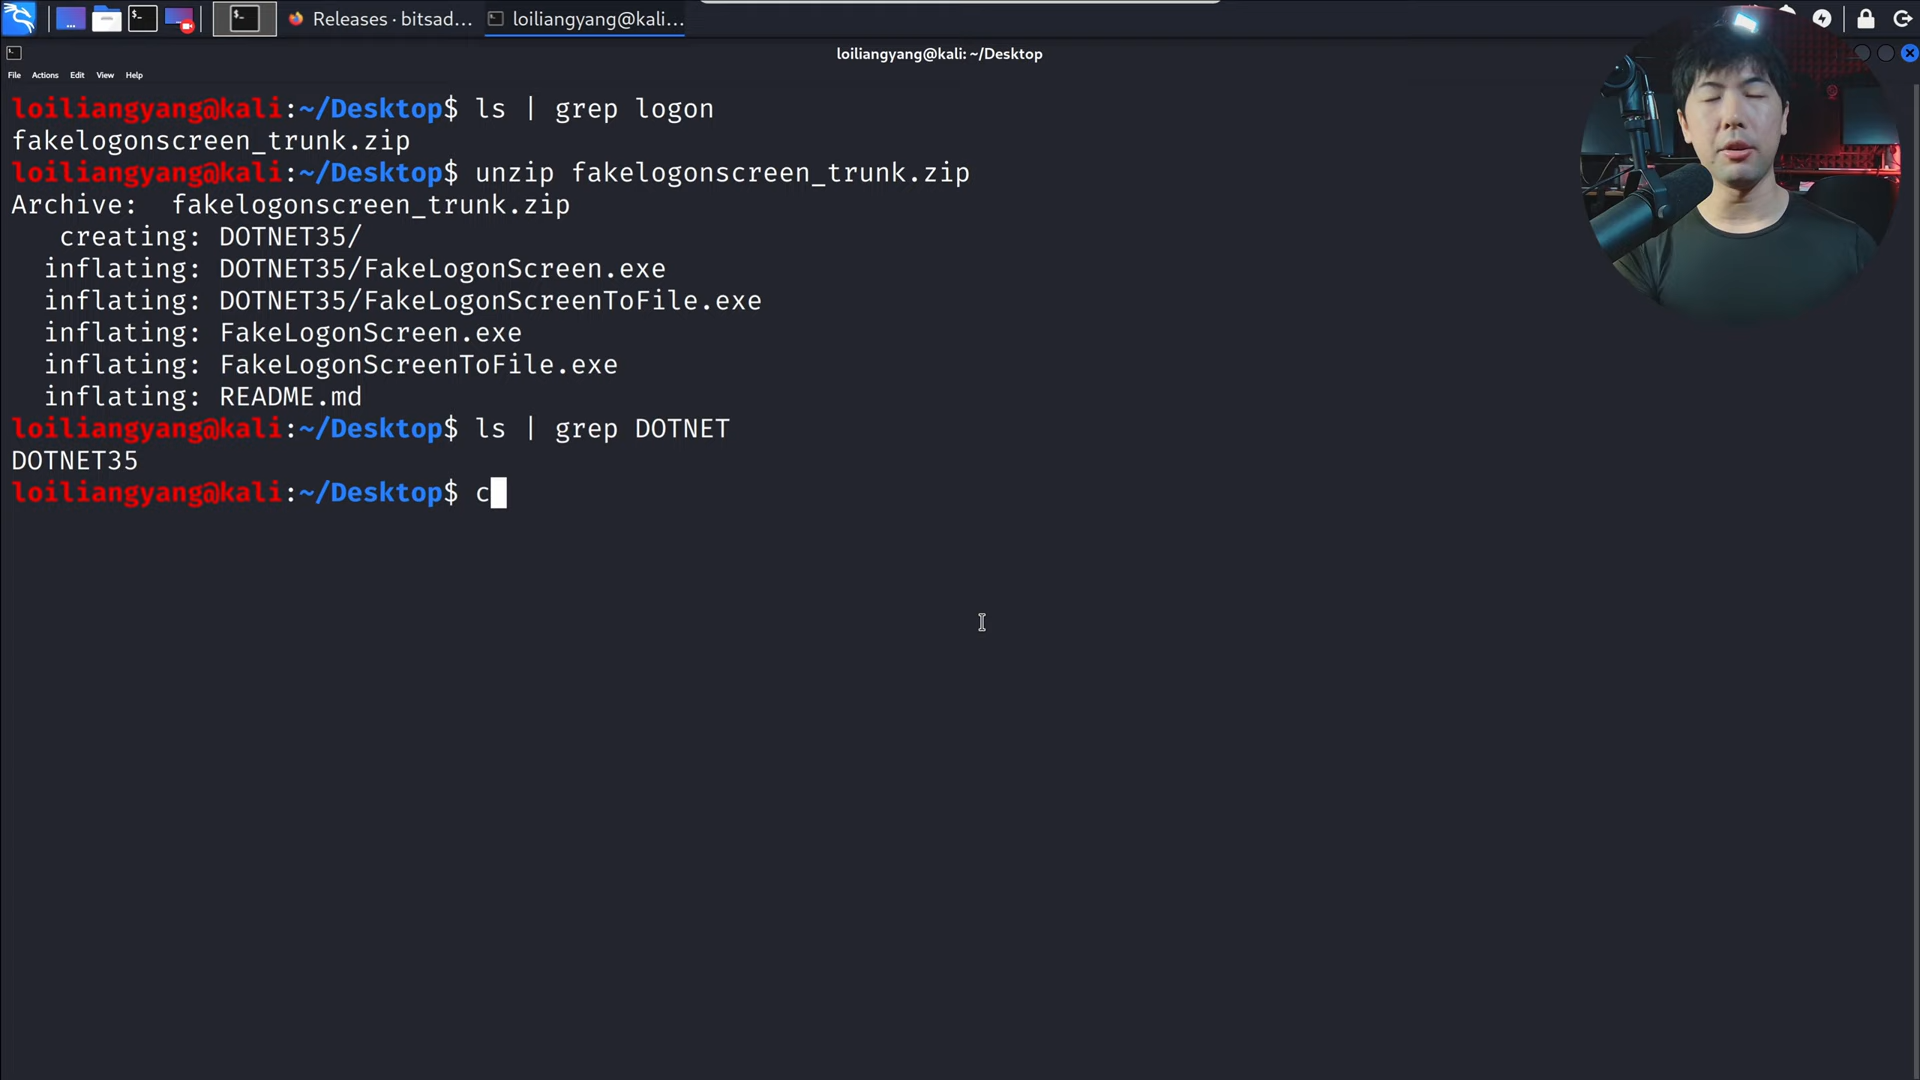 Releases · bitsad...
loiliangyang@kali...
loiliangyang@kali: ~/Desktop
File Actions Edit View Help
loiliangyang@kali:~/Desktop$ ls | grep logon
fakelogonscreen_trunk.zip
loiliangyang@kali:~/Desktop$ unzip fakelogonscreen_trunk.zip
Archive:  fakelogonscreen_trunk.zip
   creating: DOTNET35/
  inflating: DOTNET35/FakeLogonScreen.exe
  inflating: DOTNET35/FakeLogonScreenToFile.exe
  inflating: FakeLogonScreen.exe
  inflating: FakeLogonScreenToFile.exe
  inflating: README.md
loiliangyang@kali:~/Desktop$ ls | grep DOTNET
DOTNET35
loiliangyang@kali:~/Desktop$ c